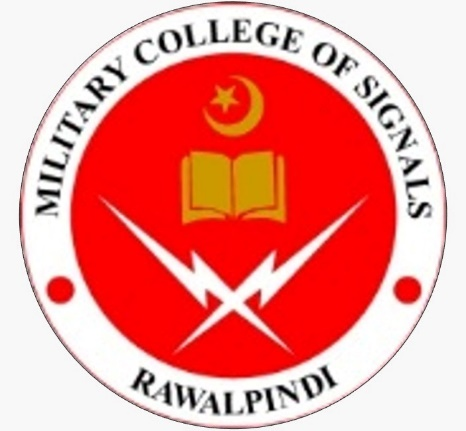 MILITARY COLLEGE OF SIGNALS
RAWALPINDI